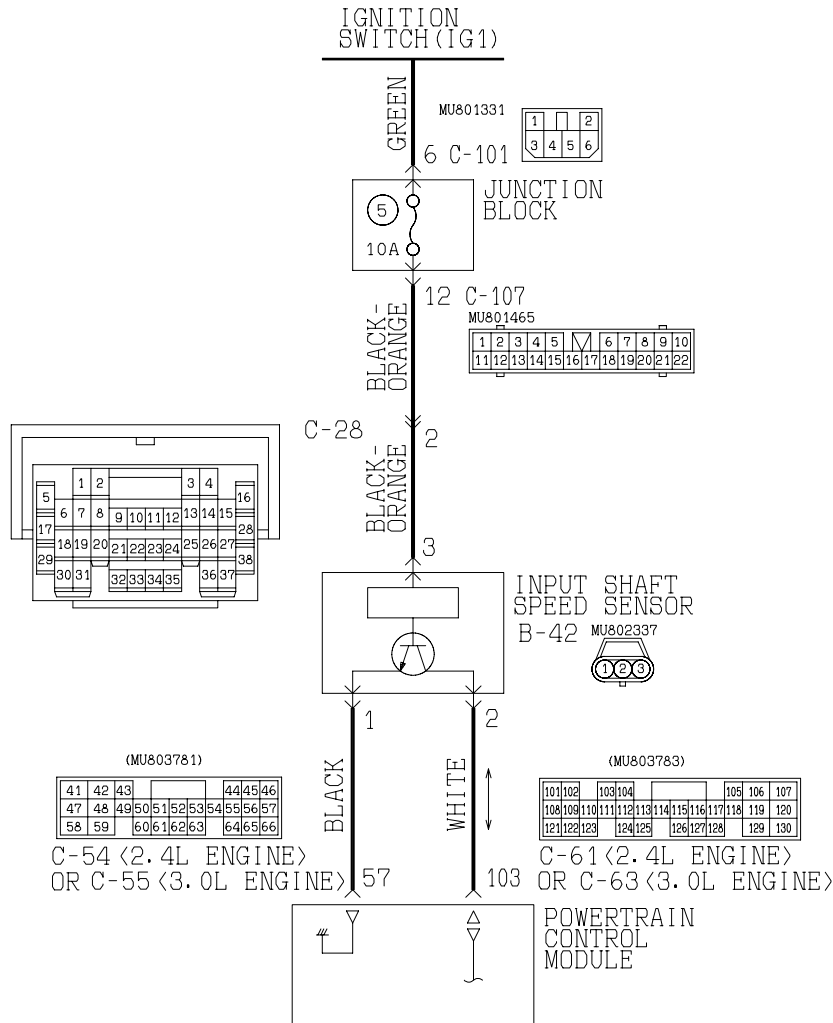 IGNITION
SWITCH(IG1)
GREEN
MU801331
1 2
3 4 5 6
6 C-101
JUNCTION
BLOCK
5
10A
12 C-107
MU801465
1 2 3 4 5 6 7 8 9 10
11 12 13 14 15 16 17 18 19 20 21 22
BLACK-
ORANGE
C-28
2
BLACK-
ORANGE
1 2 3 4
5 16
6 7 8 9 10 11 12 13 14 15
17 28
18 19 20 21 22 23 24 25 26 27
29 38
30 31 32 33 34 35 36 37
3
INPUT SHAFT
SPEED SENSOR
B-42 MU802337
1 2 3
1
2
BLACK
WHITE
(MU803781)
41 42 43 44 45 46
47 48 49 50 51 52 53 54 55 56 57
58 59 60 61 62 63 64 65 66
C-54<2.4L ENGINE>
OR C-55<3.0L ENGINE>
57
(MU803783)
101 102 103 104 105 106 107
108 109 110 111 112 113 114 115 116 117 118 119 120
121 122 123 124 125 126 127 128 129 130
C-61<2.4L ENGINE>
OR C-63<3.0L ENGINE>
103
POWERTRAIN
CONTROL
MODULE